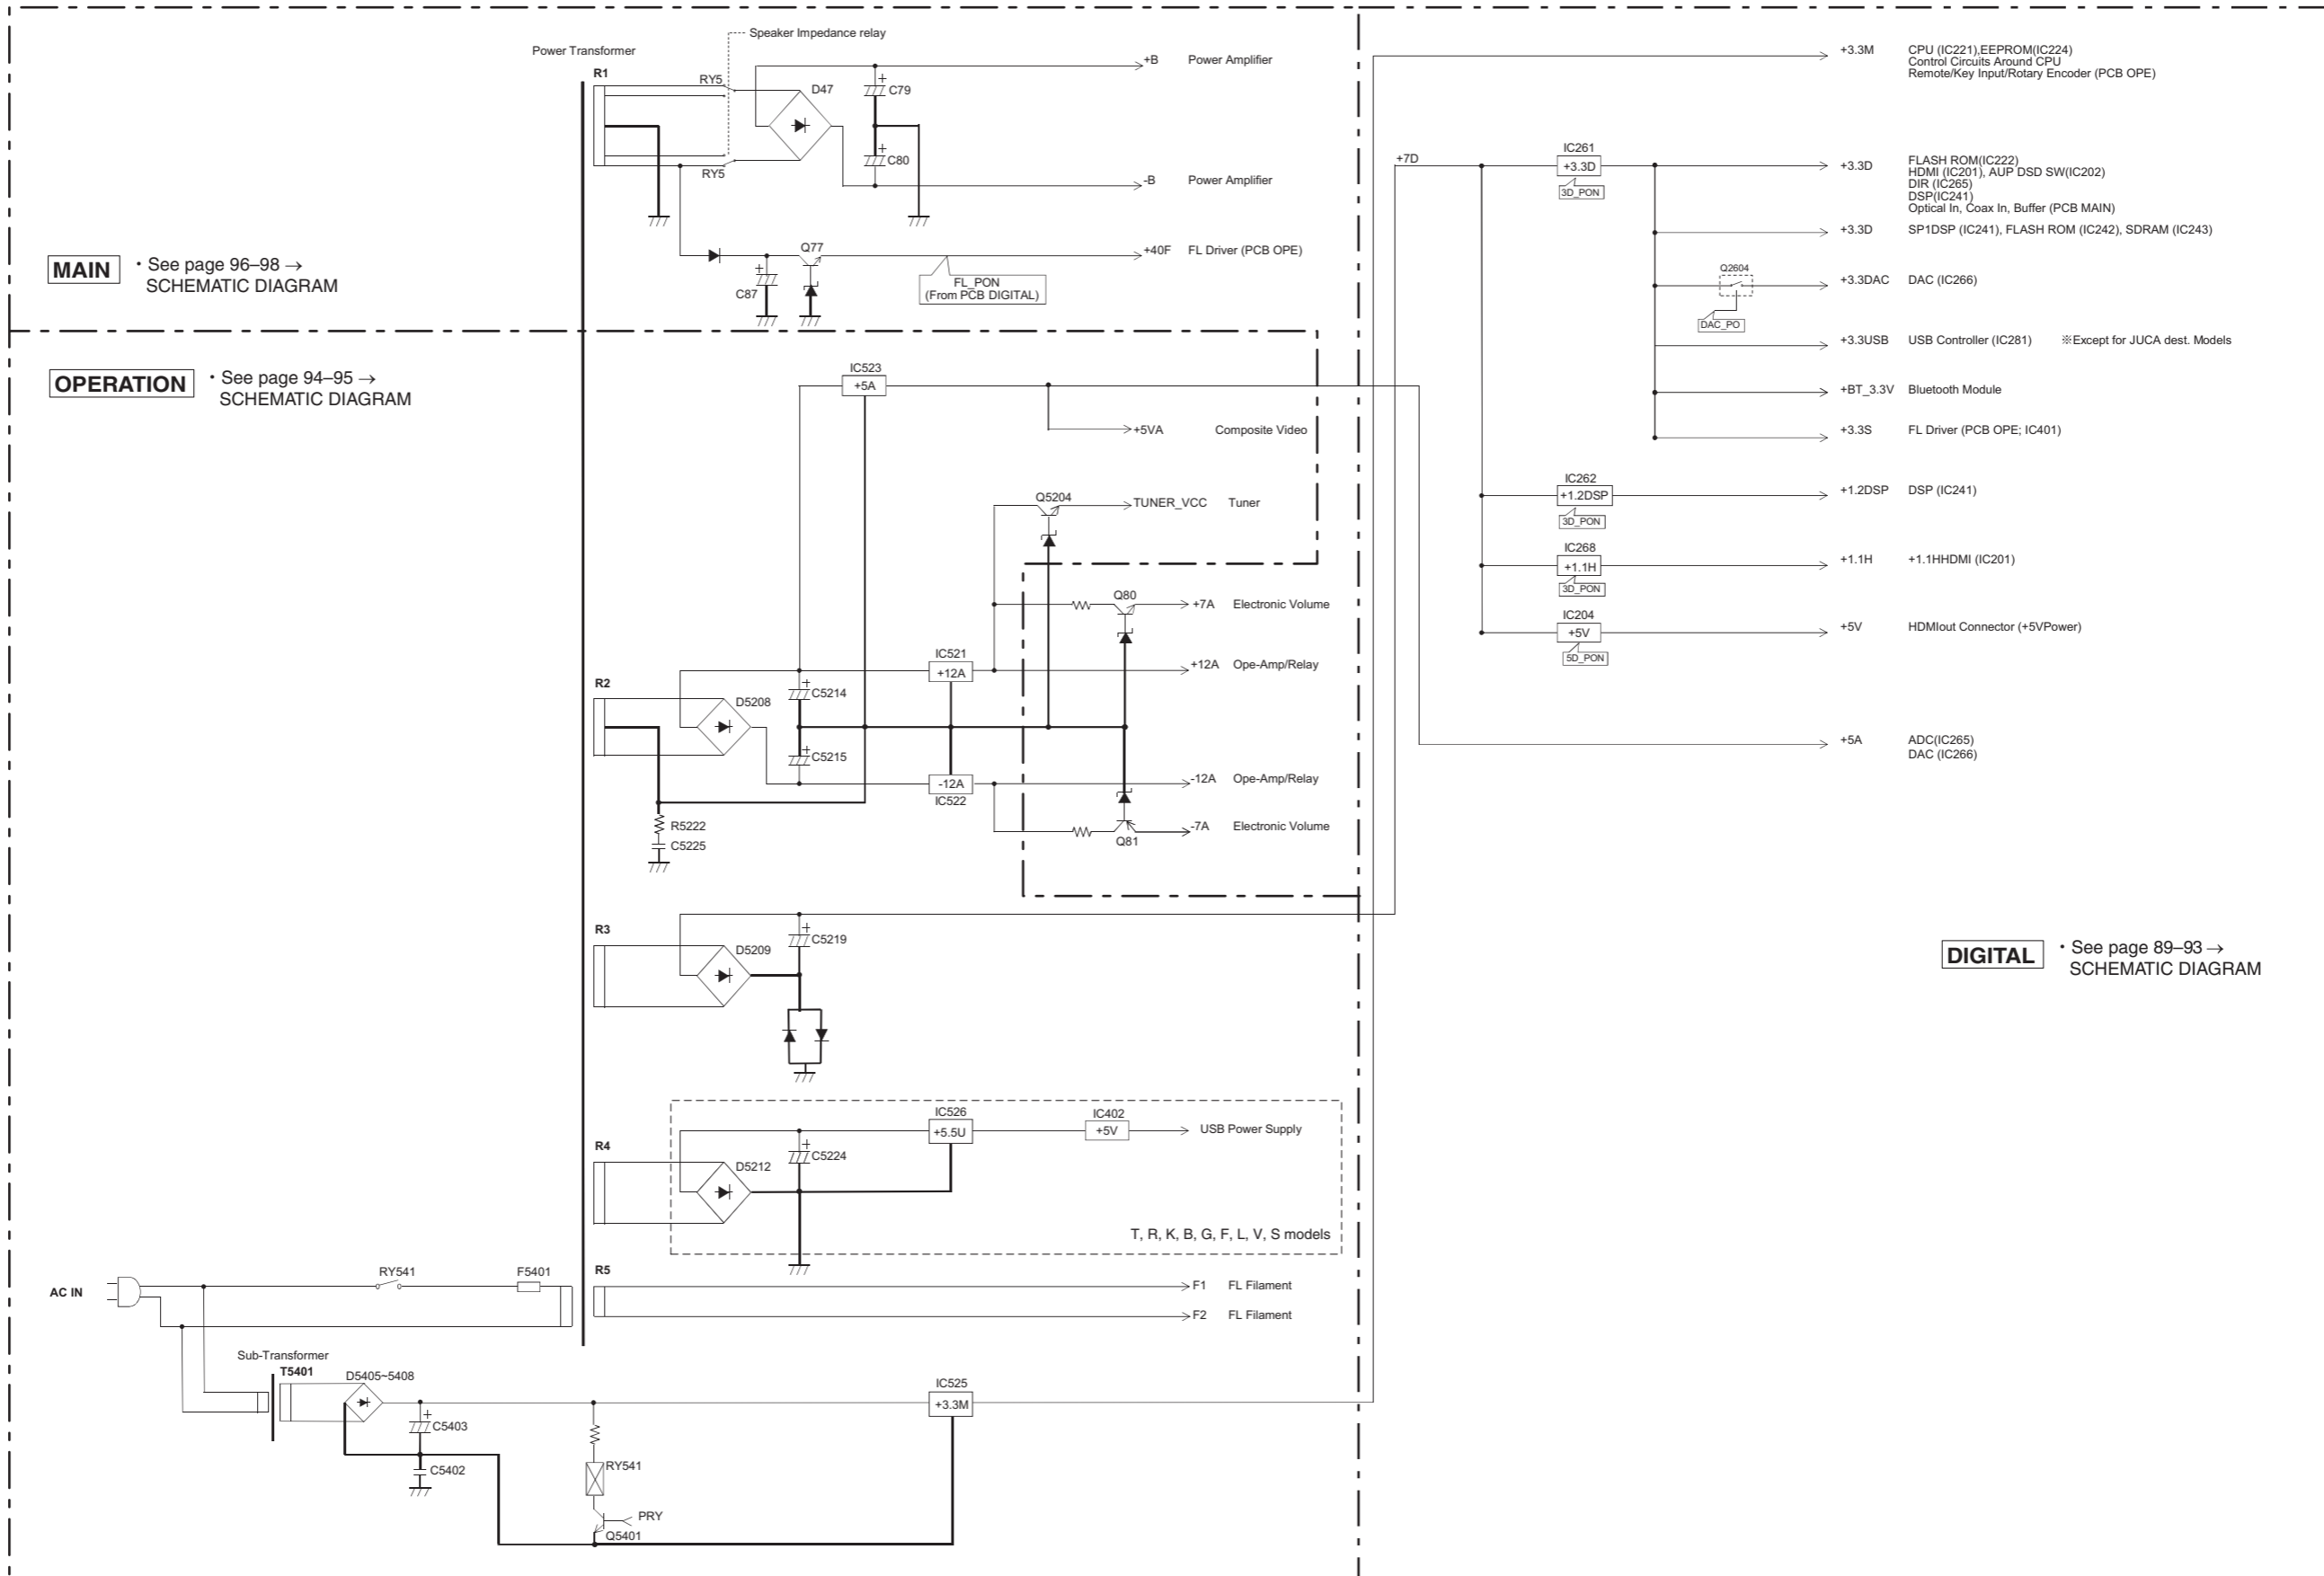 Power Transformer
R1
Speaker Impedance relay
RY5
RY5
D47
C79
C80
+B Power Amplifier
-B Power Amplifier
Q77
C87
FL_PON
(From PCB DIGITAL)
+40F FL Driver (PCB OPE)
MAIN
・See page 96–98 →
SCHEMATIC DIAGRAM
OPERATION
・See page 94–95 →
SCHEMATIC DIAGRAM
IC523
+5A
+5VA Composite Video
Q5204
TUNER_VCC Tuner
Q80
+7A Electronic Volume
IC521
+12A
+12A Ope-Amp/Relay
R2
D5208
C5214
C5215
-12A
IC522
-12A Ope-Amp/Relay
-7A Electronic Volume
Q81
R5222
C5225
R3
D5209
C5219
R4
D5212
C5224
IC526
+5.5U
IC402
+5V
USB Power Supply
T, R, K, B, G, F, L, V, S models
R5
F1 FL Filament
F2 FL Filament
AC IN
RY541
F5401
Sub-Transformer
T5401
D5405~5408
C5403
C5402
RY541
PRY
Q5401
IC525
+3.3M
+3.3M CPU (IC221),EEPROM(IC224)
Control Circuits Around CPU
Remote/Key Input/Rotary Encoder (PCB OPE)
+7D
IC261
+3.3D
3D_PON
+3.3D FLASH ROM(IC222)
HDMI (IC201), AUP DSD SW(IC202)
DIR (IC265)
DSP(IC241)
Optical In, Coax In, Buffer (PCB MAIN)
+3.3D SP1DSP (IC241), FLASH ROM (IC242), SDRAM (IC243)
Q2604
DAC_PO
+3.3DAC DAC (IC266)
+3.3USB USB Controller (IC281) ※Except for JUCA dest. Models
+BT_3.3V Bluetooth Module
+3.3S FL Driver (PCB OPE; IC401)
IC262
+1.2DSP
3D_PON
+1.2DSP DSP (IC241)
IC268
+1.1H
3D_PON
+1.1H +1.1HHDMI (IC201)
IC204
+5V
5D_PON
+5V HDMIout Connector (+5VPower)
+5A ADC(IC265)
DAC (IC266)
DIGITAL
・See page 89–93 →
SCHEMATIC DIAGRAM